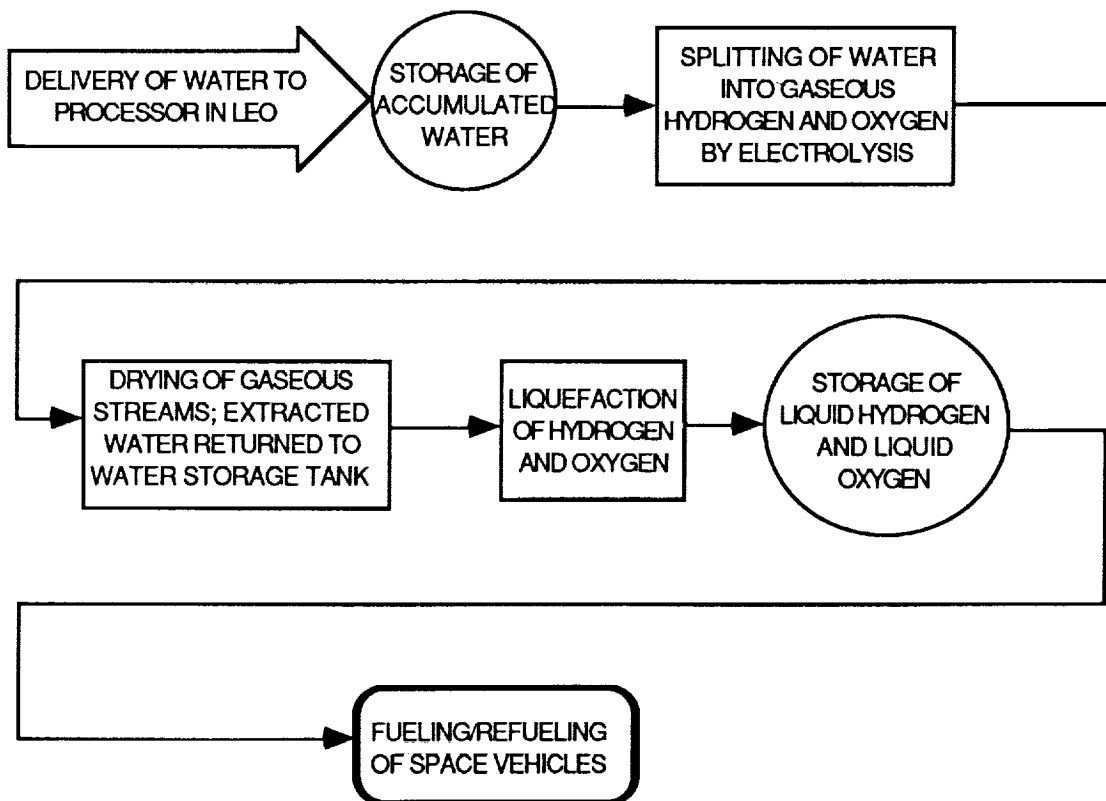 DELIVERY OF WATER TO
PROCESSOR IN LEO
STORAGE OF
ACCUMULATED
WATER
SPLITTING OF WATER
INTO GASEOUS
HYDROGEN AND OXYGEN
BY ELECTROLYSIS
DRYING OF GASEOUS
STREAMS; EXTRACTED
WATER RETURNED TO
WATER STORAGE TANK
LIQUEFACTION
OF HYDROGEN
AND OXYGEN
STORAGE OF
LIQUID HYDROGEN
AND LIQUID
OXYGEN
FUELING/REFUELING
OF SPACE VEHICLES